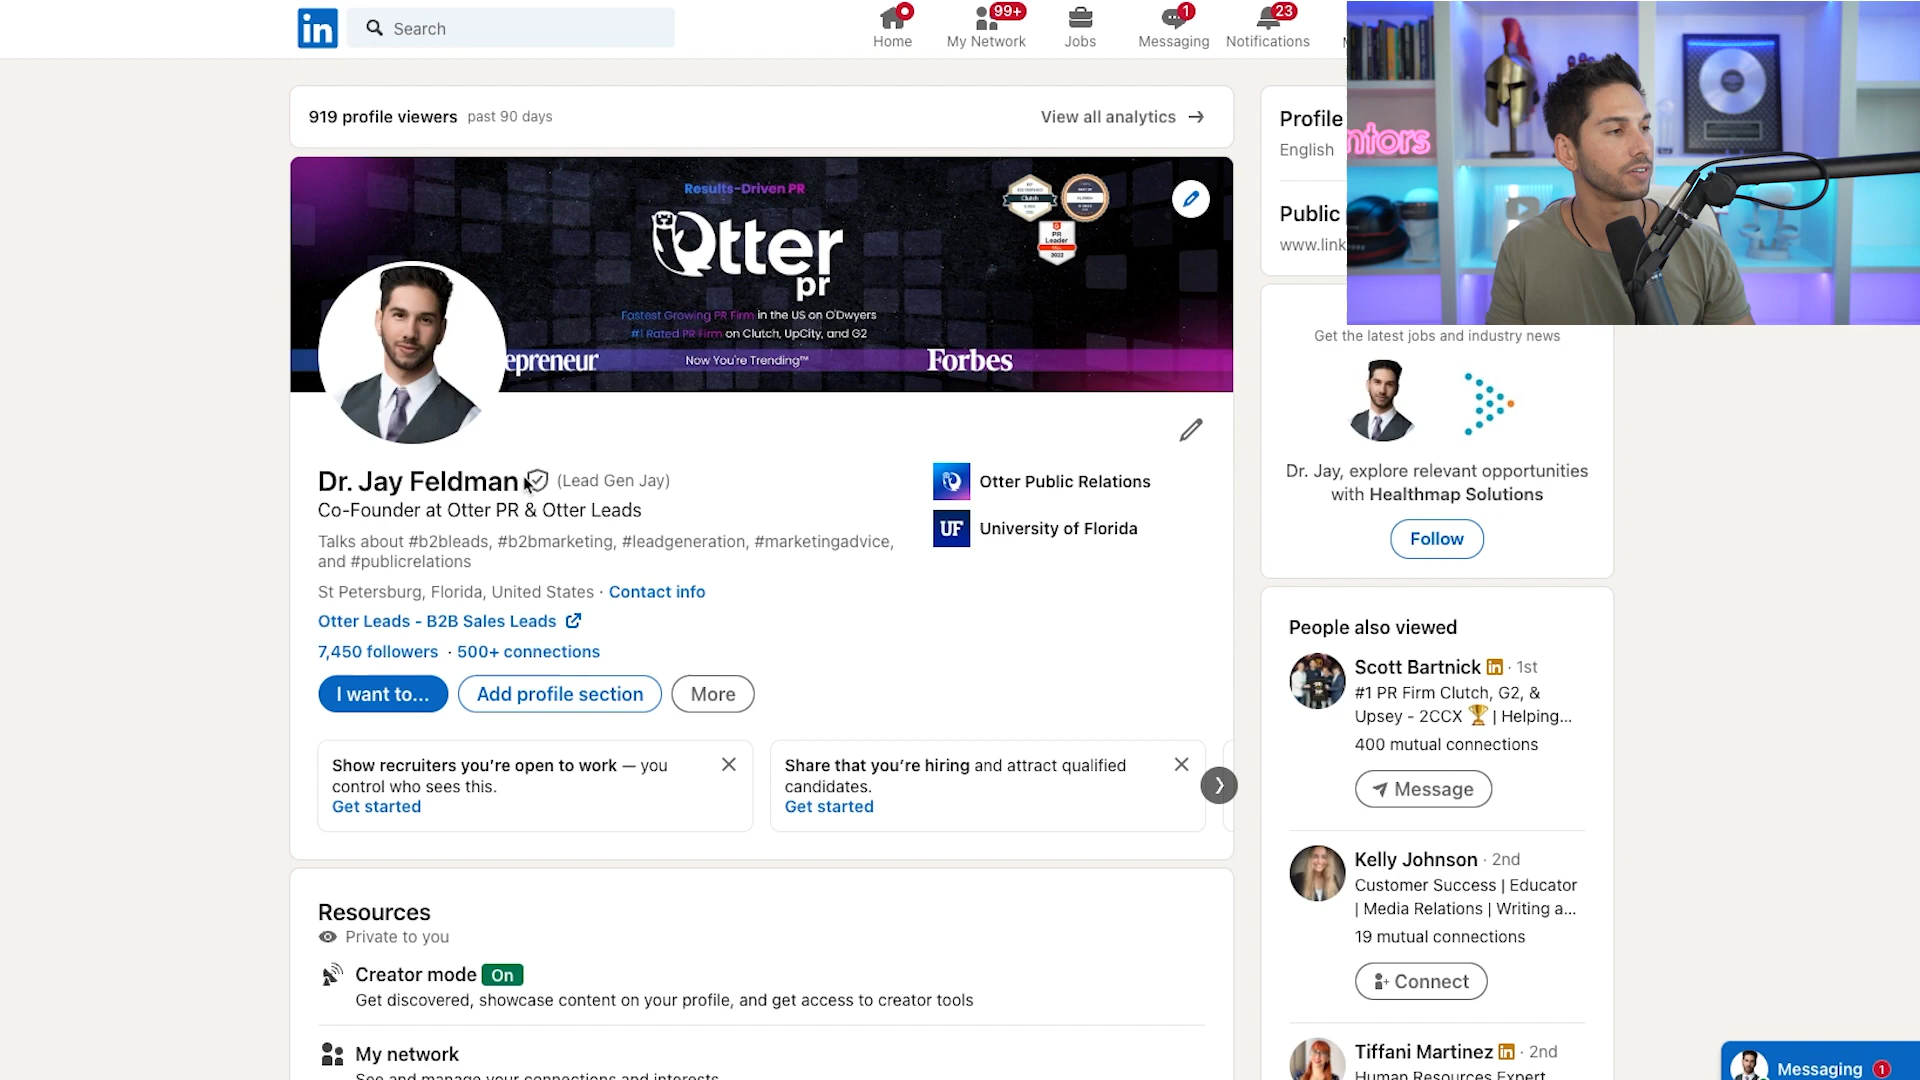 in
Search
Home
99+
My Network
Jobs
1
Messaging
23
Notifications
919 profile viewers past 90 days
View all analytics →
Results-Driven PR
Otter
pr
Fastest Growing PR Firm in the US on O'Dwyers
#1 Rated PR Firm on Clutch, UpCity, and G2
epreneur
Now You're Trending™
Forbes
Clutch
PR
Leader
2022
Dr. Jay Feldman (Lead Gen Jay)
Co-Founder at Otter PR & Otter Leads
Talks about #b2bleads, #b2bmarketing, #leadgeneration, #marketingadvice,
and #publicrelations
St Petersburg, Florida, United States · Contact info
Otter Leads - B2B Sales Leads
7,450 followers · 500+ connections
I want to...
Add profile section
More
Otter Public Relations
UF
University of Florida
Show recruiters you're open to work — you
control who sees this.
Get started
Share that you're hiring and attract qualified
candidates.
Get started
Resources
Private to you
Creator mode On
Get discovered, showcase content on your profile, and get access to creator tools
My network
See and manage your connections and interests
Profile
English
Public
www.link
ntors
Get the latest jobs and industry news
Dr. Jay, explore relevant opportunities
with Healthmap Solutions
Follow
People also viewed
Scott Bartnick in · 1st
#1 PR Firm Clutch, G2, &
Upsey - 2CCX 🏆 | Helping...
400 mutual connections
Message
Kelly Johnson · 2nd
Customer Success | Educator
| Media Relations | Writing a...
19 mutual connections
Connect
Tiffani Martinez in · 2nd
Human Resources Expert
Messaging 1